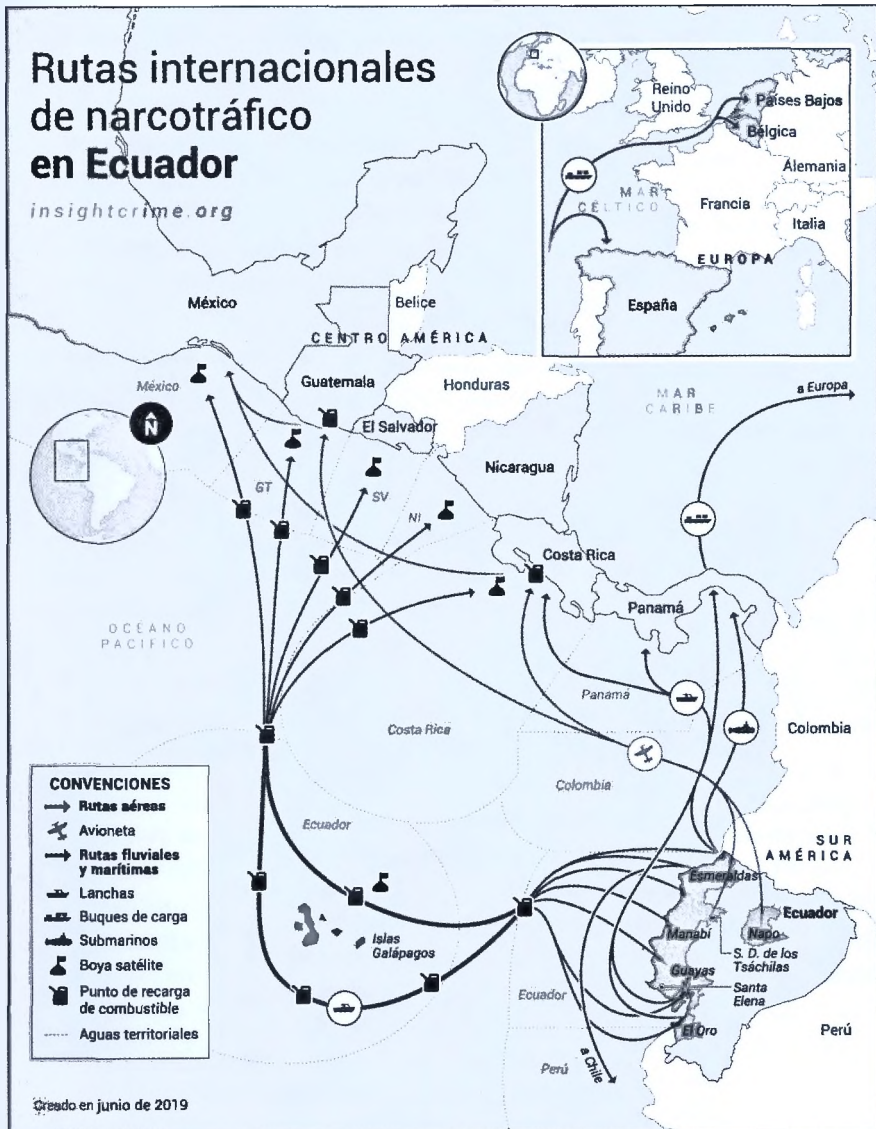 Rutas internacionales
de narcotráfico
en Ecuador
insightcrime.org
Reino
Unido
Países Bajos
Bélgica
Alemania
MAR
CÉLTICO
Francia
Italia
EUROPA
España
México
Belice
CENTRO AMÉRICA
Guatemala
Honduras
MAR
CARIBE
a Europa
México
N
El Salvador
Nicaragua
GT
SV
NI
Costa Rica
Panamá
OCÉANO
PACÍFICO
Panamá
Costa Rica
Colombia
Colombia
CONVENCIONES
Rutas aéreas
Avioneta
Rutas fluviales
y marítimas
Lanchas
Buques de carga
Submarinos
Boya satélite
Punto de recarga
de combustible
Aguas territoriales
Ecuador
SUR
AMÉRICA
Esmeraldas
Ecuador
Manabí
Napo
Islas
Galápagos
S. D. de los
Tsáchilas
Guayas
Santa
Elena
Ecuador
El Oro
Perú
Perú
a Chile
Creado en junio de 2019